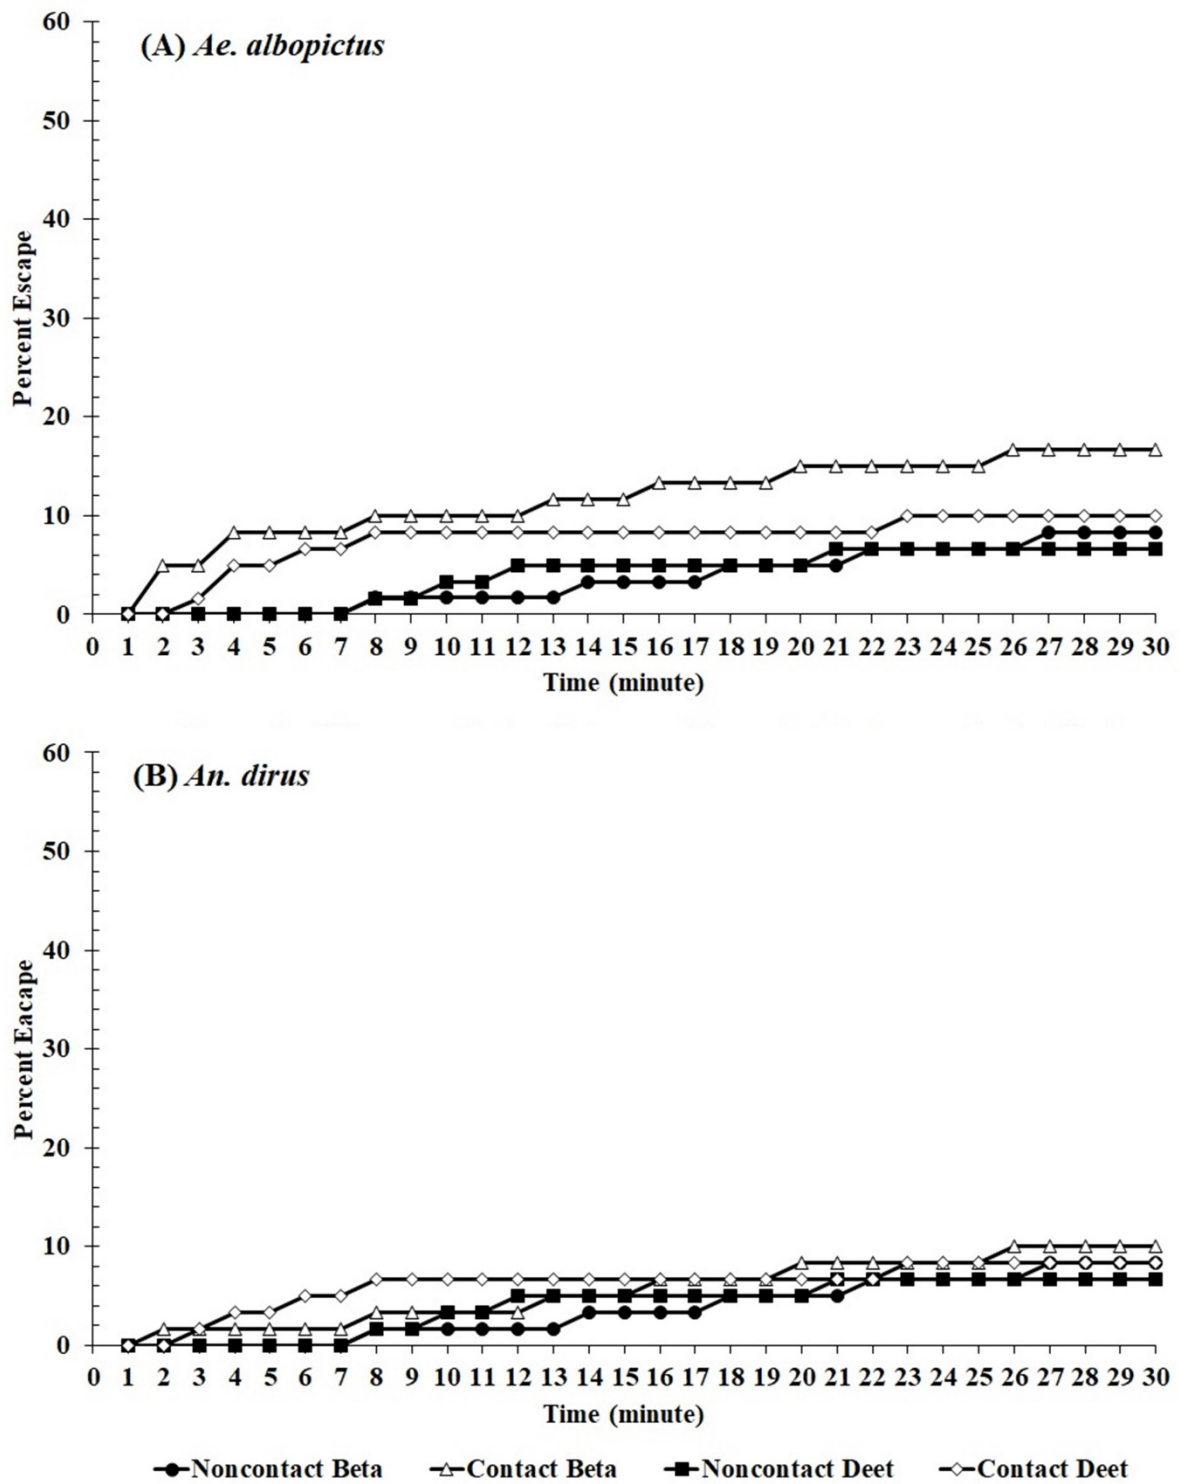 60
(A) Ae. albopictus
50
40
Percent Escape
30
20
10
0
0 1 2 3 4 5 6 7 8 9 10 11 12 13 14 15 16 17 18 19 20 21 22 23 24 25 26 27 28 29 30
Time (minute)
60
(B) An. dirus
50
40
Percent Eacape
30
20
10
0
0 1 2 3 4 5 6 7 8 9 10 11 12 13 14 15 16 17 18 19 20 21 22 23 24 25 26 27 28 29 30
Time (minute)
Noncontact Beta Contact Beta Noncontact Deet Contact Deet